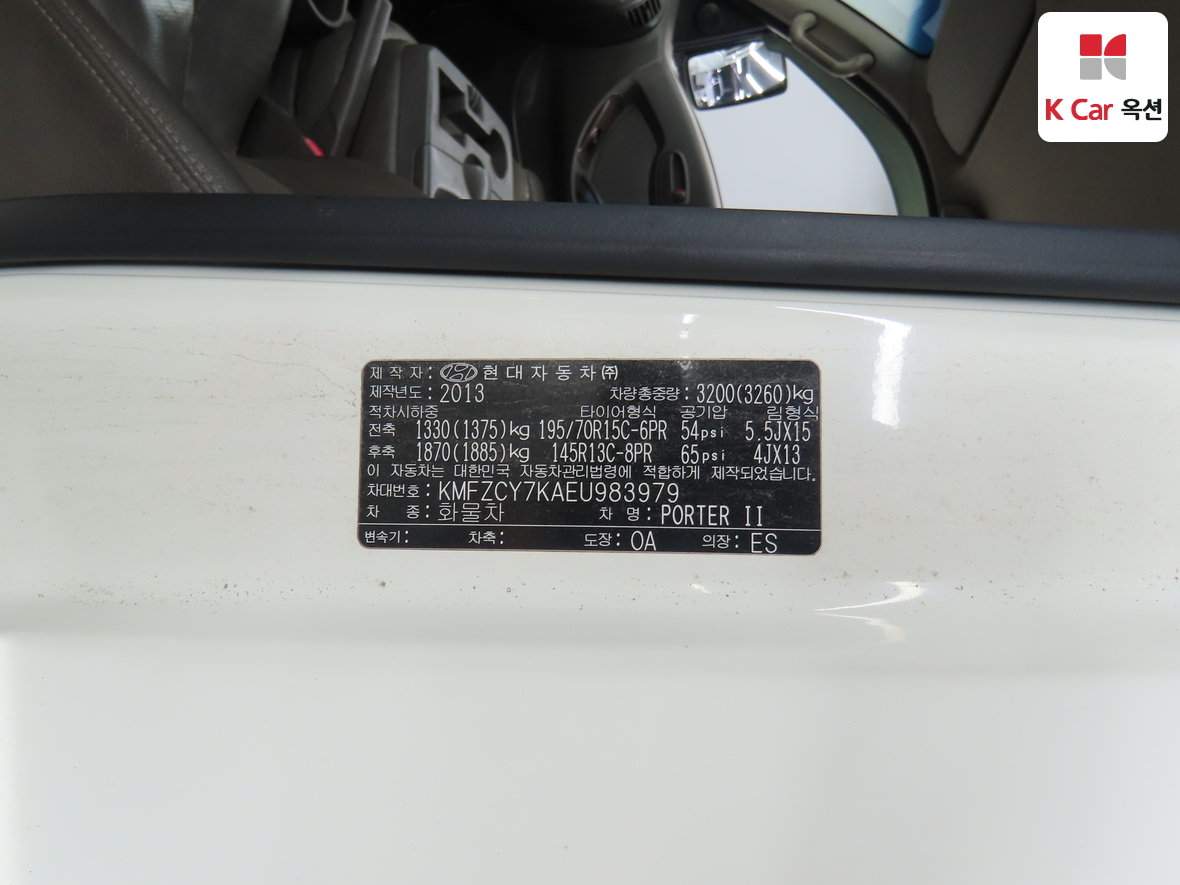 K Car 옥션
제 작 자 : 현 대 자 동 차 ㈜
제작년도 : 2013 차량총중량 : 3200(3260)kg
적차시하중 타이어형식 공기압 림형식
전축 1330(1375)kg 195/70R15C-6PR 54psi 5.5JX15
후축 1870(1885)kg 145R13C-8PR 65psi 4JX13
이 자동차는 대한민국 자동차관리법령에 적합하게 제작되었습니다.
차대번호 : KMFZCY7KAEU983979
차 종 : 화물차 차 명 : PORTER II
변속기 : 차축 : 도장 : OA 의장 : ES